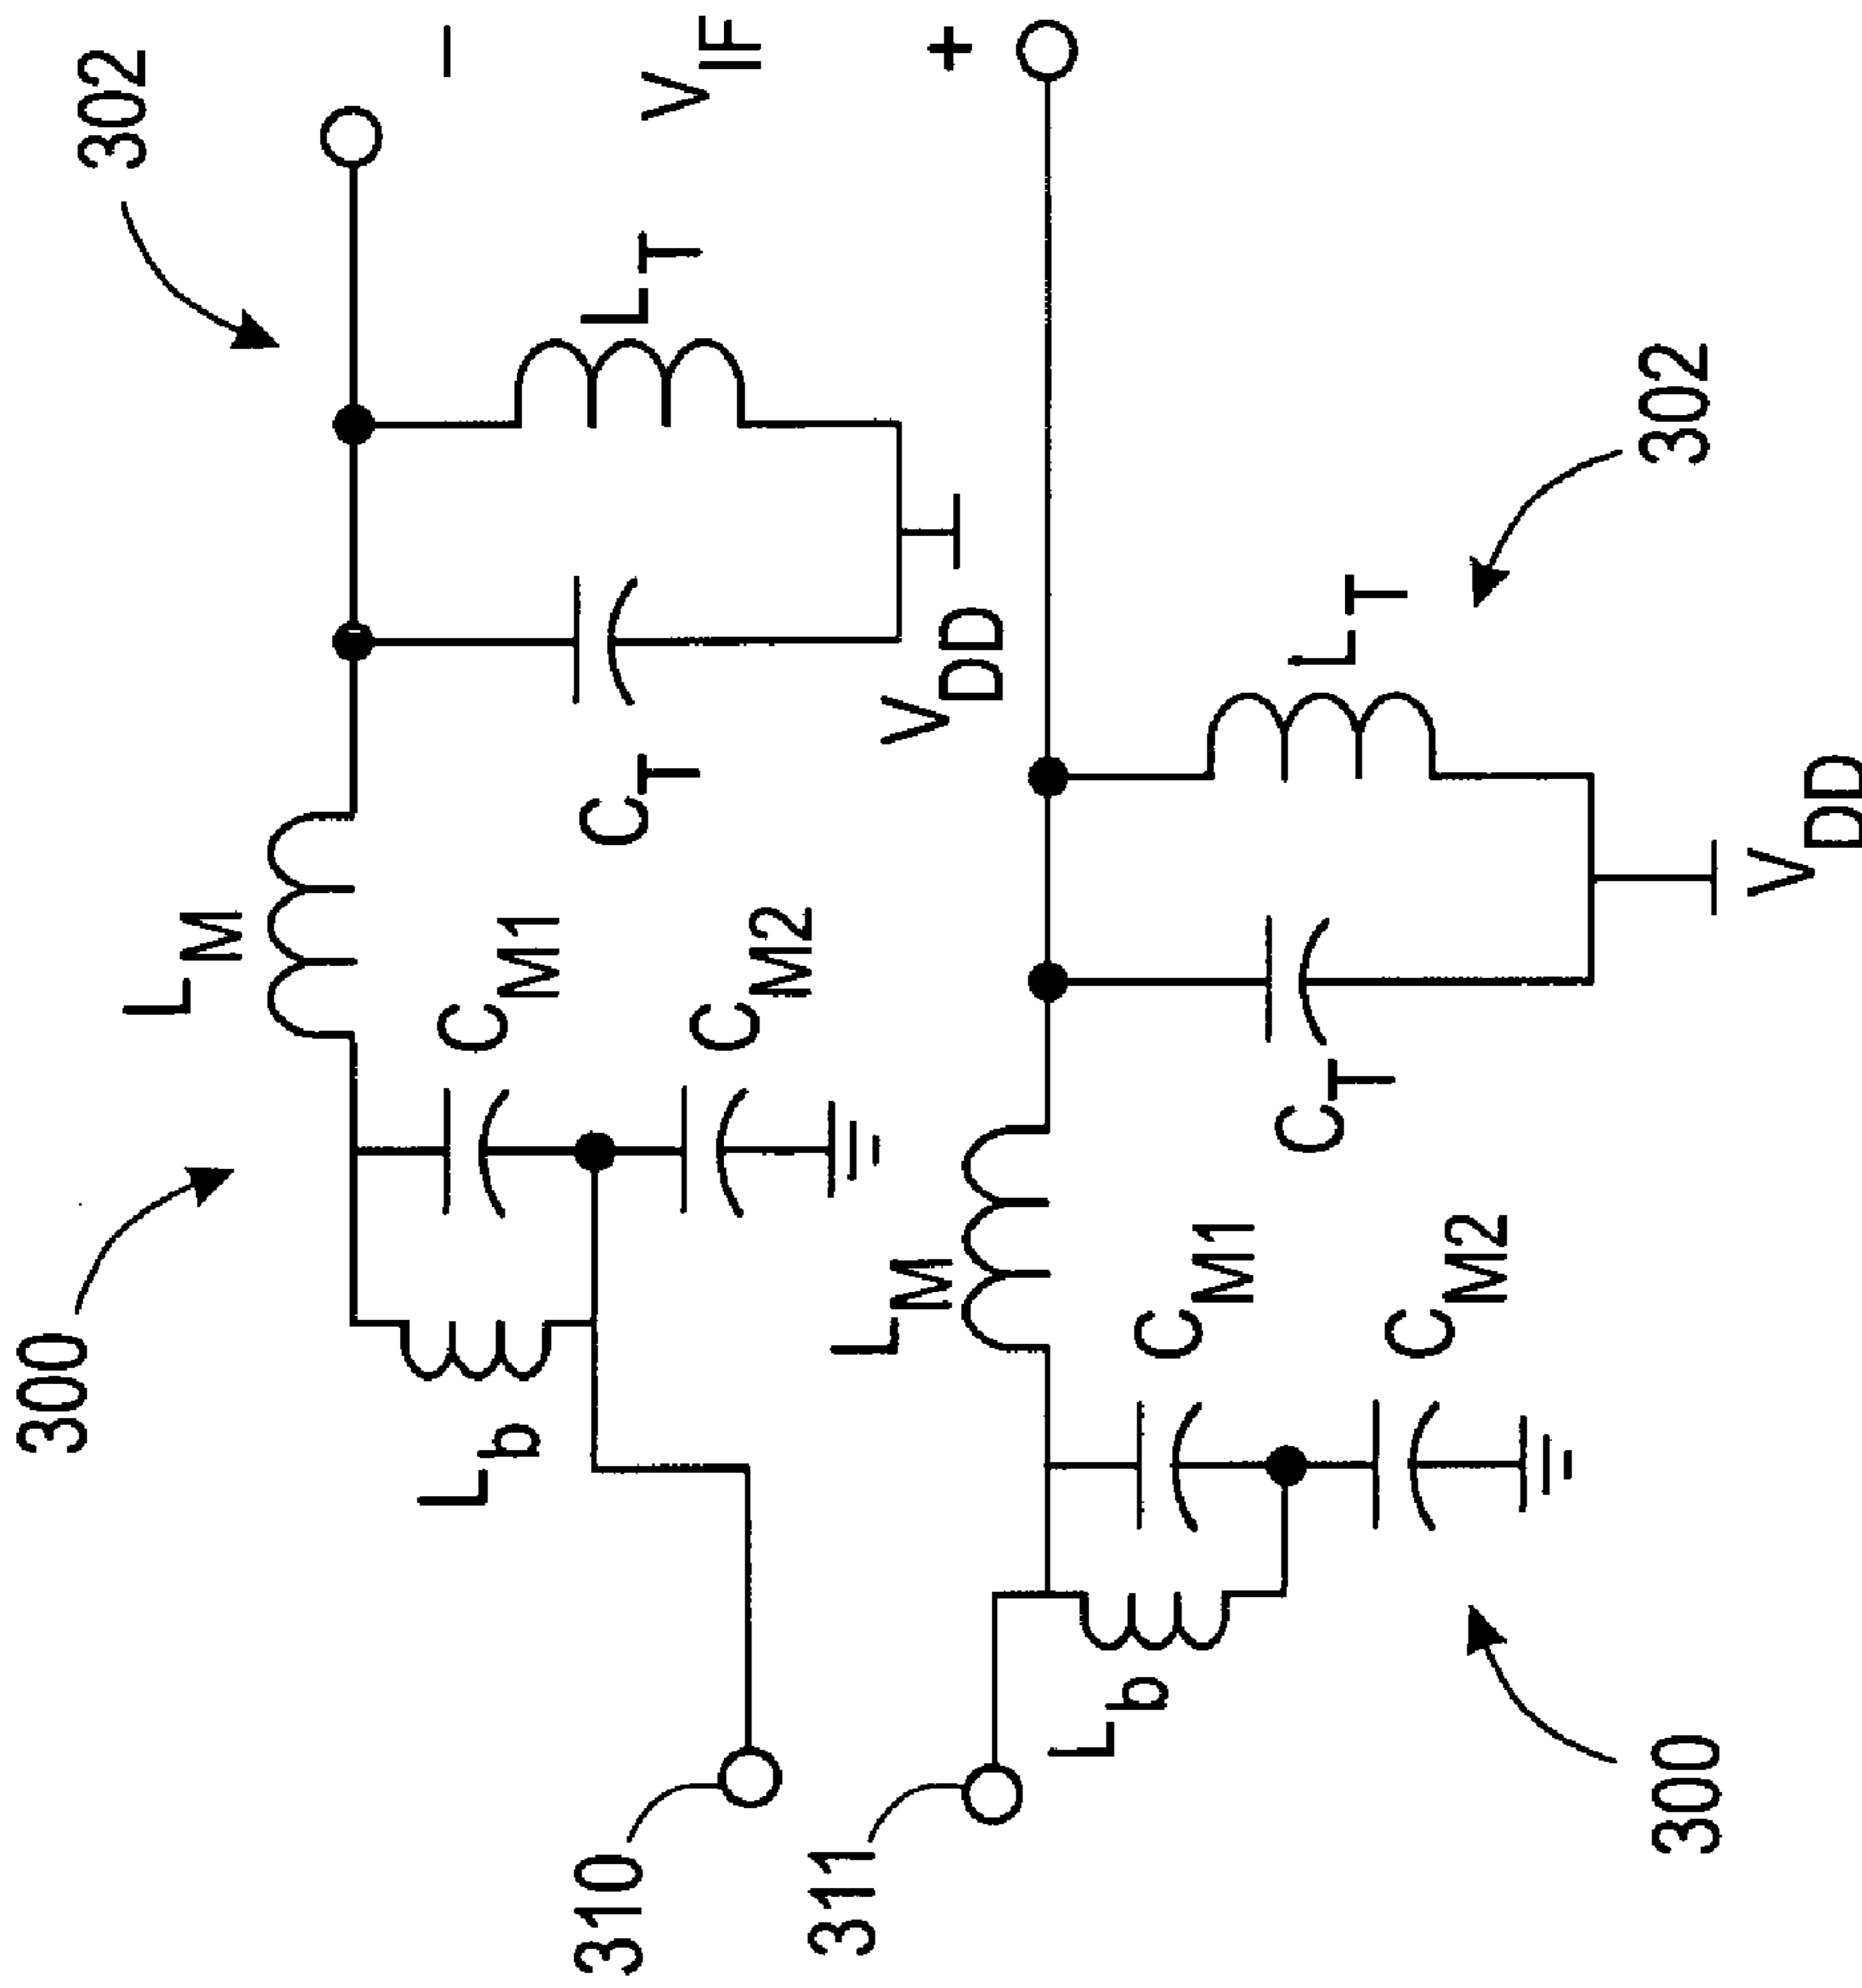 302
−
V_IF
+
L_T
302
V_DD
C_T
L_T
V_DD
L_M
C_M1
C_M2
C_T
300
L_b
L_M
C_M1
C_M2
310
311
L_b
300